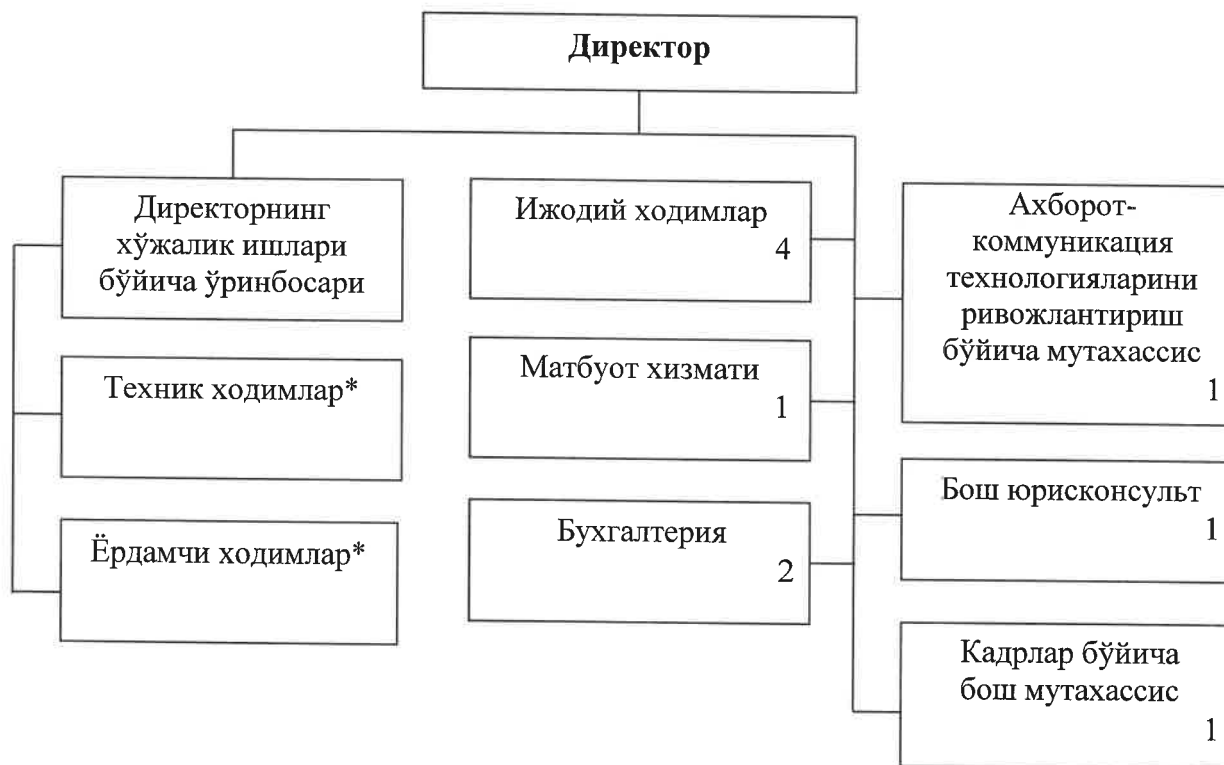 Директор
Директорнинг
хўжалик ишлари
бўйича ўринбосари
Техник ходимлар*
Ёрдамчи ходимлар*
Ижодий ходимлар
4
Матбуот хизмати
1
Бухгалтерия
2
Ахборот-
коммуникация
технологияларини
ривожлантириш
бўйича мутахассис
1
Бош юрисконсульт
1
Кадрлар бўйича
бош мутахассис
1